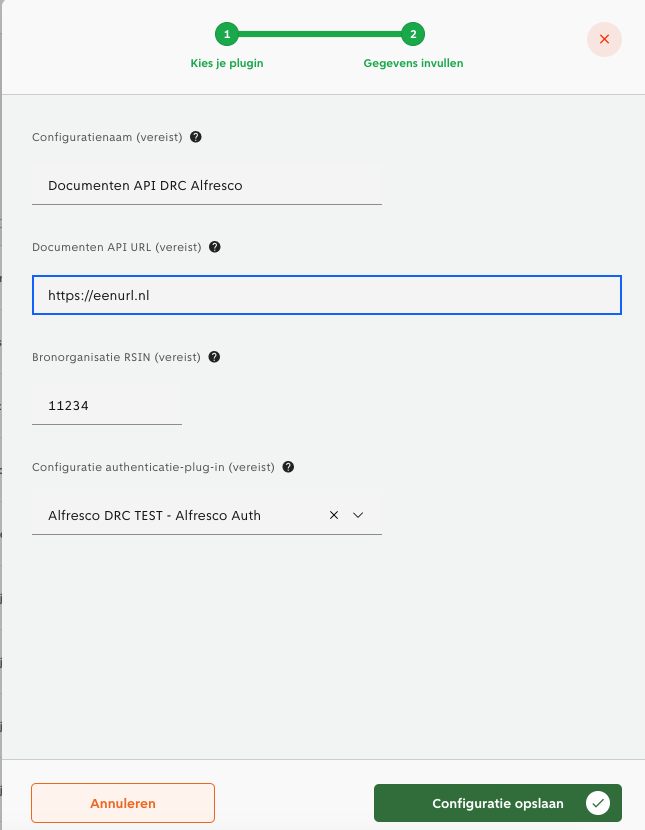 1
2
Kies je plugin
Gegevens invullen
Configuratienaam (vereist) ?
Documenten API DRC Alfresco
Documenten API URL (vereist) ?
https://eenurl.nl
Bronorganisatie RSIN (vereist) ?
11234
Configuratie authenticatie-plug-in (vereist) ?
Alfresco DRC TEST - Alfresco Auth
Annuleren
Configuratie opslaan